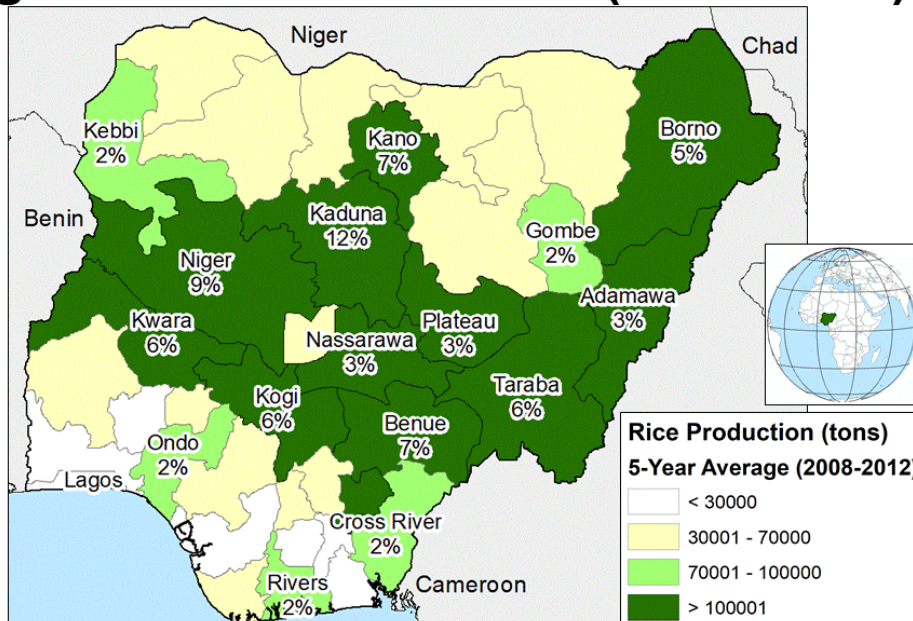 Niger
Chad
Kebbi
2%
Kano
7%
Borno
5%
Benin
Kaduna
12%
Gombe
2%
Niger
9%
Adamawa
3%
Kwara
6%
Nassarawa
3%
Plateau
3%
Taraba
6%
Kogi
6%
Benue
7%
Ondo
2%
Lagos
Cross River
2%
Rivers
2%
Cameroon
Rice Production (tons)
5-Year Average (2008-2012)
< 30000
30001 - 70000
70001 - 100000
> 100001